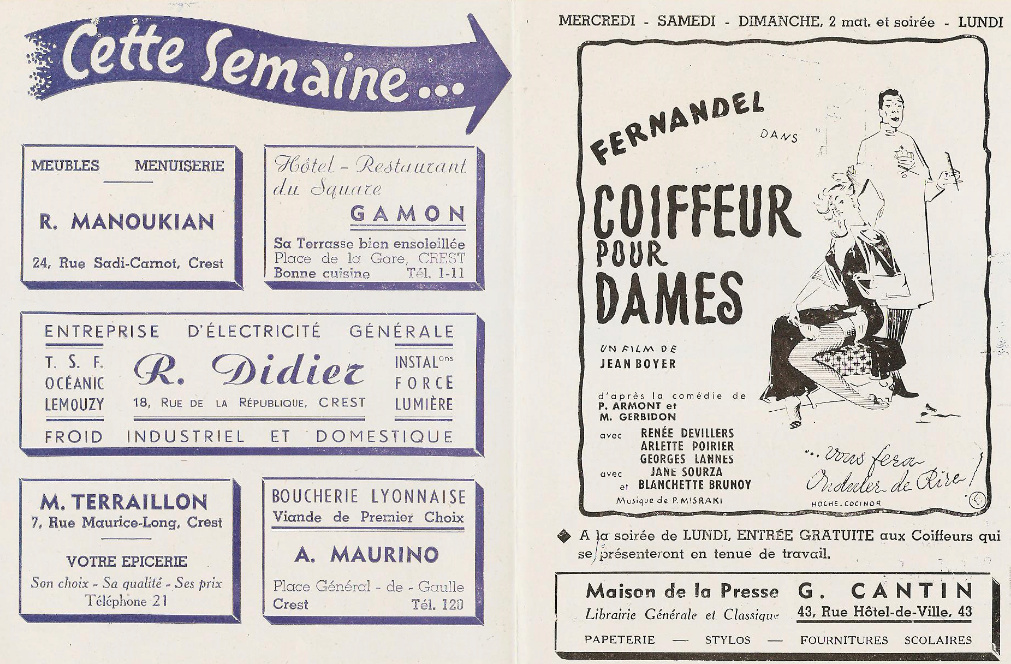 Cette Semaine...
MEUBLES MENUISERIE
R. MANOUKIAN
24, Rue Sadi-Carnot, Crest
Hôtel - Restaurant
du Square
GAMON
Sa Terrasse bien ensoleillée
Place de la Gare, CREST
Bonne cuisine Tél. 1-11
ENTREPRISE D'ÉLECTRICITÉ GÉNÉRALE
T. S. F.
OCÉANIC
LEMOUZY
R. Didier
18, RUE DE LA RÉPUBLIQUE, CREST
INSTALons
FORCE
LUMIÈRE
FROID INDUSTRIEL ET DOMESTIQUE
M. TERRAILLON
7, Rue Maurice-Long, Crest
VOTRE EPICERIE
Son choix - Sa qualité - Ses prix
Téléphone 21
BOUCHERIE LYONNAISE
Viande de Premier Choix
A. MAURINO
Place Général - de - Gaulle
Crest Tél. 120
MERCREDI - SAMEDI - DIMANCHE, 2 mat. et soirée - LUNDI
FERNANDEL
DANS
COIFFEUR
POUR
DAMES
UN FILM DE
JEAN BOYER
d'après la comédie de
P. ARMONT et
M. GERBIDON
avec RENÉE DEVILLERS
ARLETTE POIRIER
GEORGES LANNES
avec JANE SOURZA
et BLANCHETTE BRUNOY
Musique de P. MISRAKI
...vous fera
Onduler de Rire!
HOCHE-COCINOR
A la soirée de LUNDI, ENTRÉE GRATUITE aux Coiffeurs qui
se présenteront en tenue de travail.
Maison de la Presse G. CANTIN
Librairie Générale et Classique 43, Rue Hôtel-de-Ville, 43
PAPETERIE — STYLOS — FOURNITURES SCOLAIRES